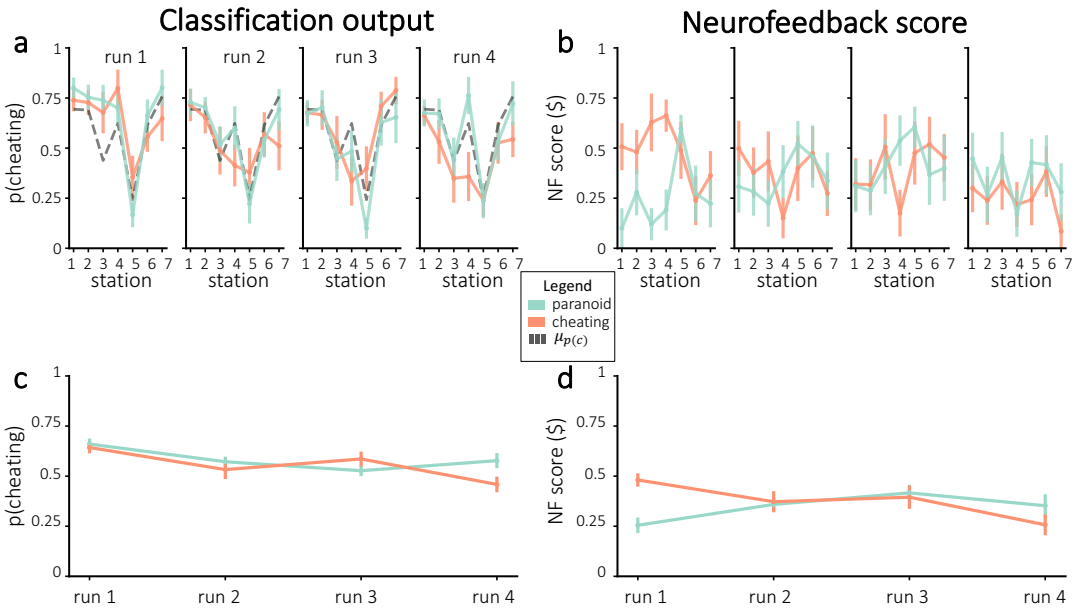 Classification output
Neurofeedback score
a
b
run 1
run 2
run 3
run 4
p(cheating)
1
0.75
0.5
0.25
0
1 2 3 4 5 6 7
1 2 3 4 5 6 7
1 2 3 4 5 6 7
1 2 3 4 5 6 7
station
station
station
station
NF score ($)
1
0.75
0.5
0.25
0
1 2 3 4 5 6 7
1 2 3 4 5 6 7
1 2 3 4 5 6 7
1 2 3 4 5 6 7
station
station
station
station
Legend
paranoid
cheating
μp(c)
c
p(cheating)
1
0.75
0.5
0.25
0
run 1
run 2
run 3
run 4
d
NF score ($)
1
0.75
0.5
0.25
0
run 1
run 2
run 3
run 4